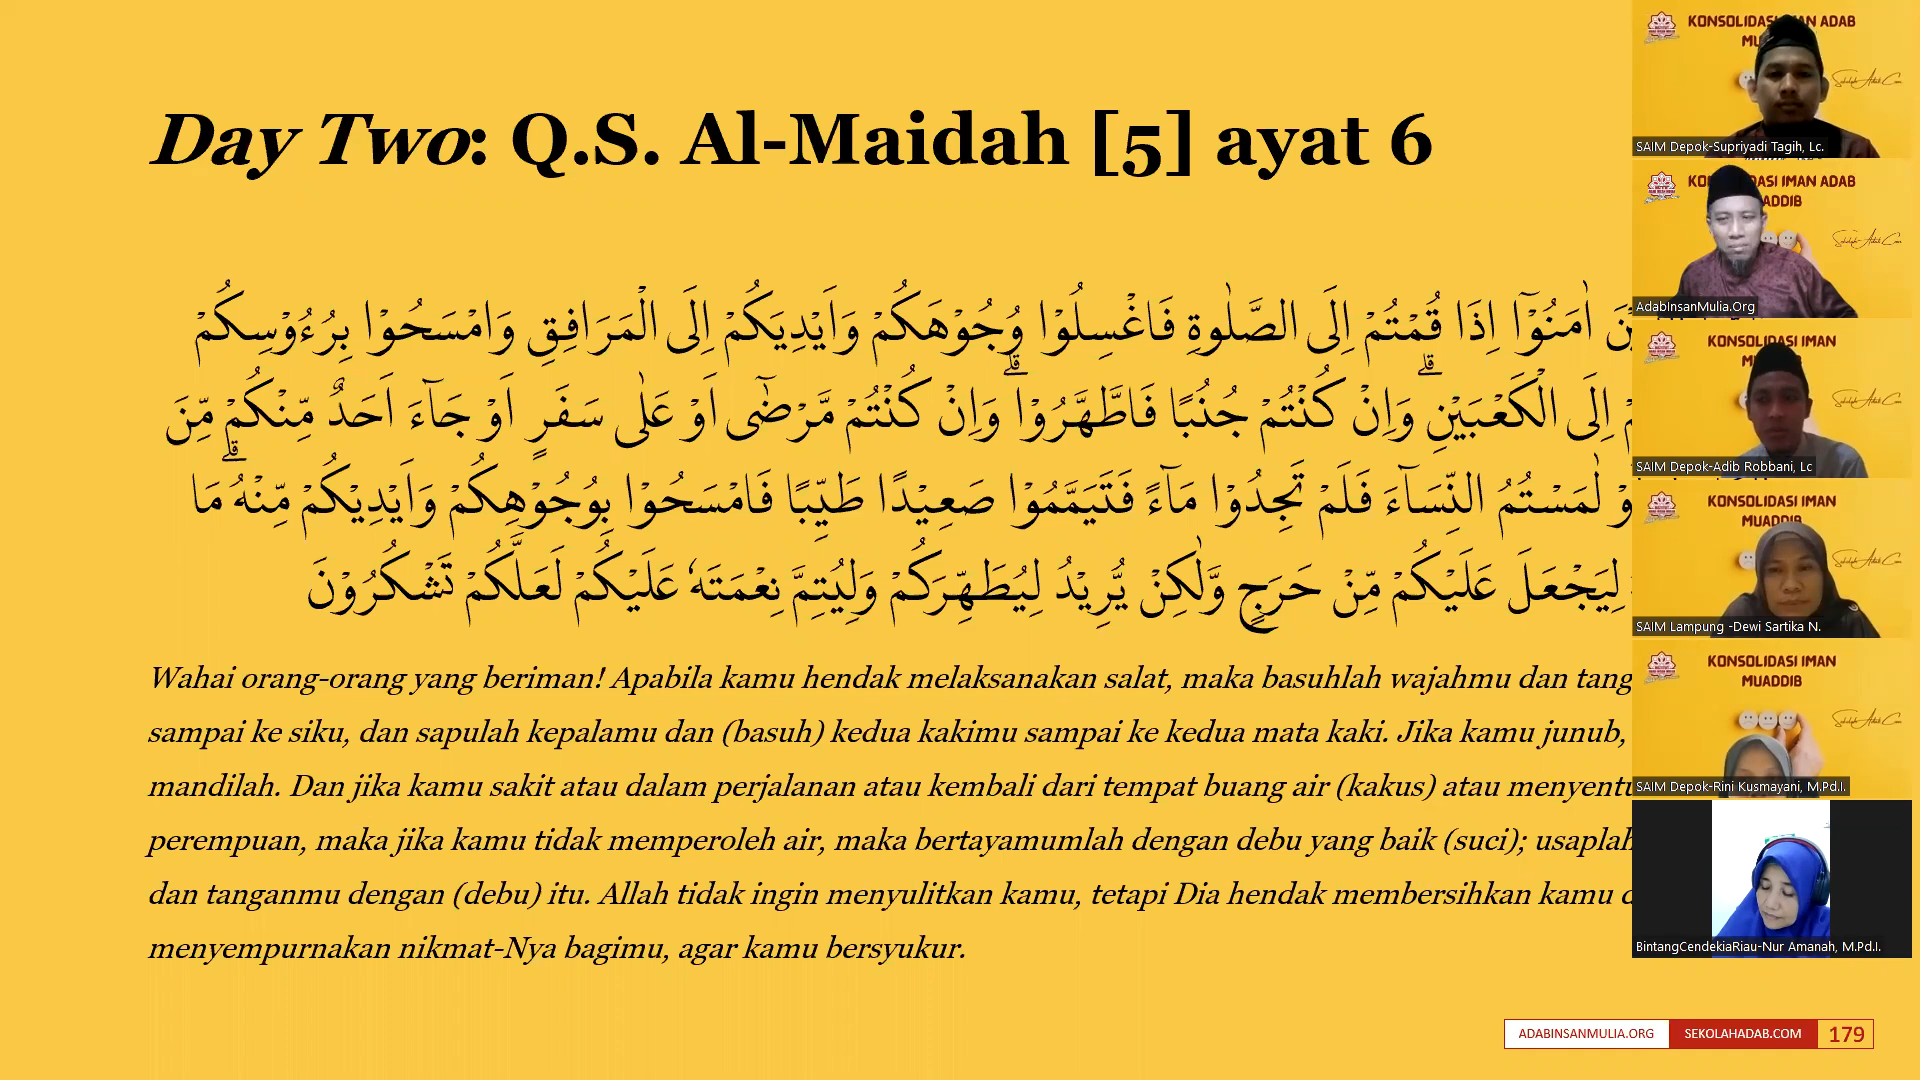 Day Two: Q.S. Al-Maidah [5] ayat 6
اٰمَنُوْٓا اِذَا قُمْتُمْ اِلَى الصَّلٰوةِ فَاغْسِلُوْا وُجُوْهَكُمْ وَاَيْدِيَكُمْ اِلَى الْمَرَافِقِ وَامْسَحُوْا بِرُءُوْسِكُمْ
اِلَى الْكَعْبَيْنِۗ وَاِنْ كُنْتُمْ جُنُبًا فَاطَّهَّرُوْاۗ وَاِنْ كُنْتُمْ مَّرْضٰٓى اَوْ عَلٰى سَفَرٍ اَوْ جَاۤءَ اَحَدٌ مِّنْكُمْ مِّنَ
لٰمَسْتُمُ النِّسَاۤءَ فَلَمْ تَجِدُوْا مَاۤءً فَتَيَمَّمُوْا صَعِيْدًا طَيِّبًا فَامْسَحُوْا بِوُجُوْهِكُمْ وَاَيْدِيْكُمْ مِّنْهُۗ مَا
لِيَجْعَلَ عَلَيْكُمْ مِّنْ حَرَجٍ وَّلٰكِنْ يُّرِيْدُ لِيُطَهِّرَكُمْ وَلِيُتِمَّ نِعْمَتَهٗ عَلَيْكُمْ لَعَلَّكُمْ تَشْكُرُوْنَ
Wahai orang-orang yang beriman! Apabila kamu hendak melaksanakan salat, maka basuhlah wajahmu dan tang
sampai ke siku, dan sapulah kepalamu dan (basuh) kedua kakimu sampai ke kedua mata kaki. Jika kamu junub,
mandilah. Dan jika kamu sakit atau dalam perjalanan atau kembali dari tempat buang air (kakus) atau menyentu
perempuan, maka jika kamu tidak memperoleh air, maka bertayamumlah dengan debu yang baik (suci); usaplah
dan tanganmu dengan (debu) itu. Allah tidak ingin menyulitkan kamu, tetapi Dia hendak membersihkan kamu d
menyempurnakan nikmat-Nya bagimu, agar kamu bersyukur.
ADABINSANMULIA.ORG SEKOLAHADAB.COM 179
SAIM Depok-Supriyadi Tagih, Lc.
AdabInsanMulia.Org
KONSOLIDASI IMAN
SAIM Depok-Adib Robbani, Lc
KONSOLIDASI IMAN
MUADDIB
SAIM Lampung -Dewi Sartika N.
KONSOLIDASI IMAN
MUADDIB
SAIM Depok-Rini Kusmayani, M.Pd.I.
BintangCendekiaRiau-Nur Amanah, M.Pd.I.